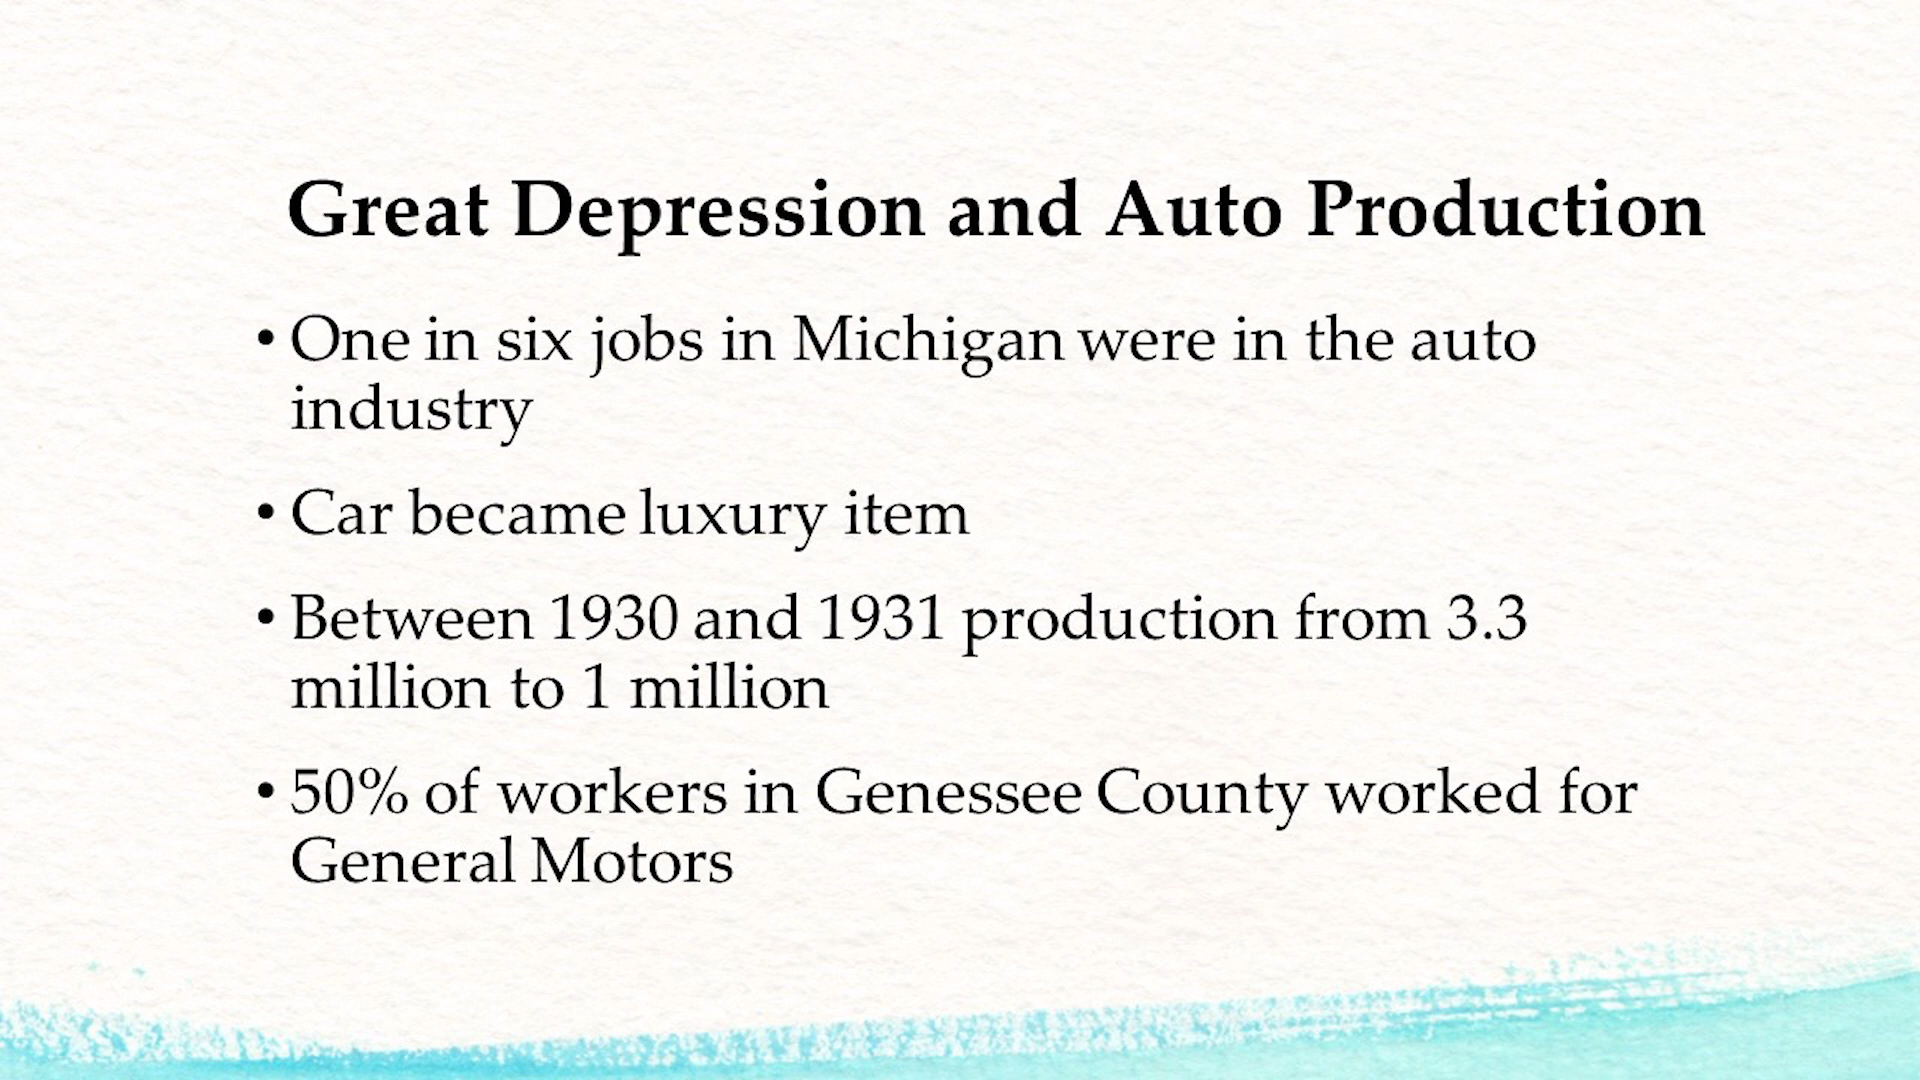 Great Depression and Auto Production
• One in six jobs in Michigan were in the auto
industry
• Car became luxury item
• Between 1930 and 1931 production from 3.3
million to 1 million
• 50% of workers in Genessee County worked for
General Motors